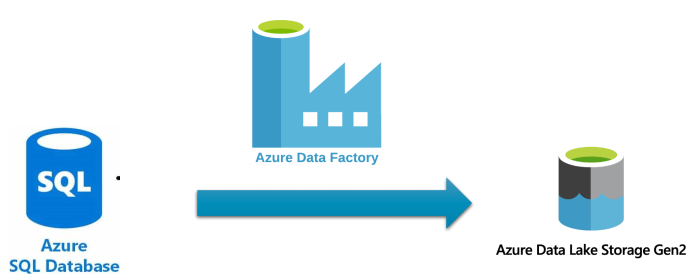 Azure Data Factory
SQL
Azure
SQL Database
Azure Data Lake Storage Gen2